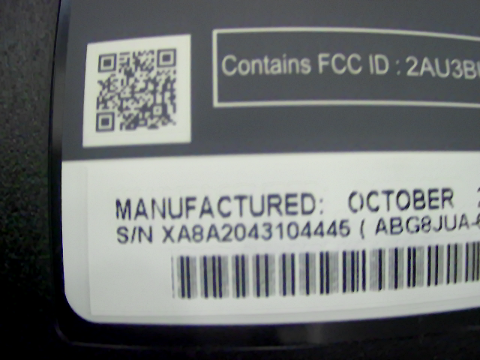 Contains FCC ID : 2AU3B
MANUFACTURED: OCTOBER
S/N XA8A2043104445 ( ABG8JUA-